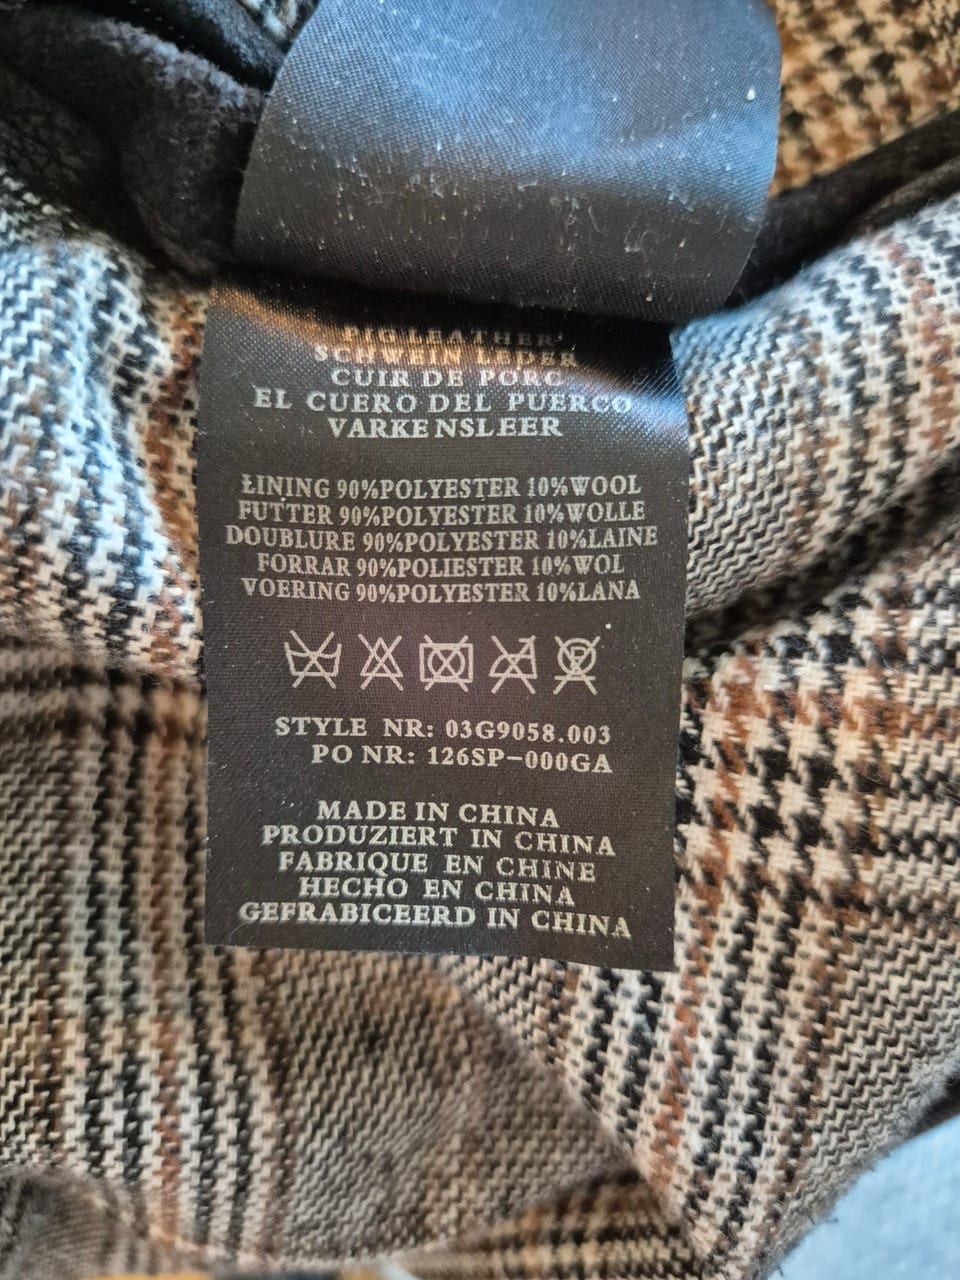 PIG LEATHER
SCHWEIN LEDER
CUIR DE PORC
EL CUERO DEL PUERCO
VARKENSLEER
LINING 90%POLYESTER 10%WOOL
FUTTER 90%POLYESTER 10%WOLLE
DOUBLURE 90%POLYESTER 10%LAINE
FORRAR 90%POLIESTER 10%WOL
VOERING 90%POLYESTER 10%LANA
P
STYLE NR: 03G9058.003
PO NR: 126SP-000GA
MADE IN CHINA
PRODUZIERT IN CHINA
FABRIQUE EN CHINE
HECHO EN CHINA
GEFRABICEERD IN CHINA